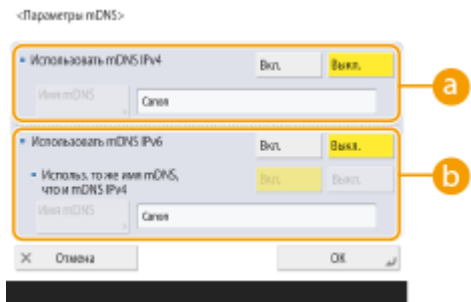 <Параметры mDNS>
Использовать mDNS IPv4 Вкл. Выкл.
a
Имя mDNS Canon
Использовать mDNS IPv6 Вкл. Выкл.
Использ. то же имя mDNS, Вкл. Выкл.
что и mDNS IPv4
b
Имя mDNS Canon
Отмена OK